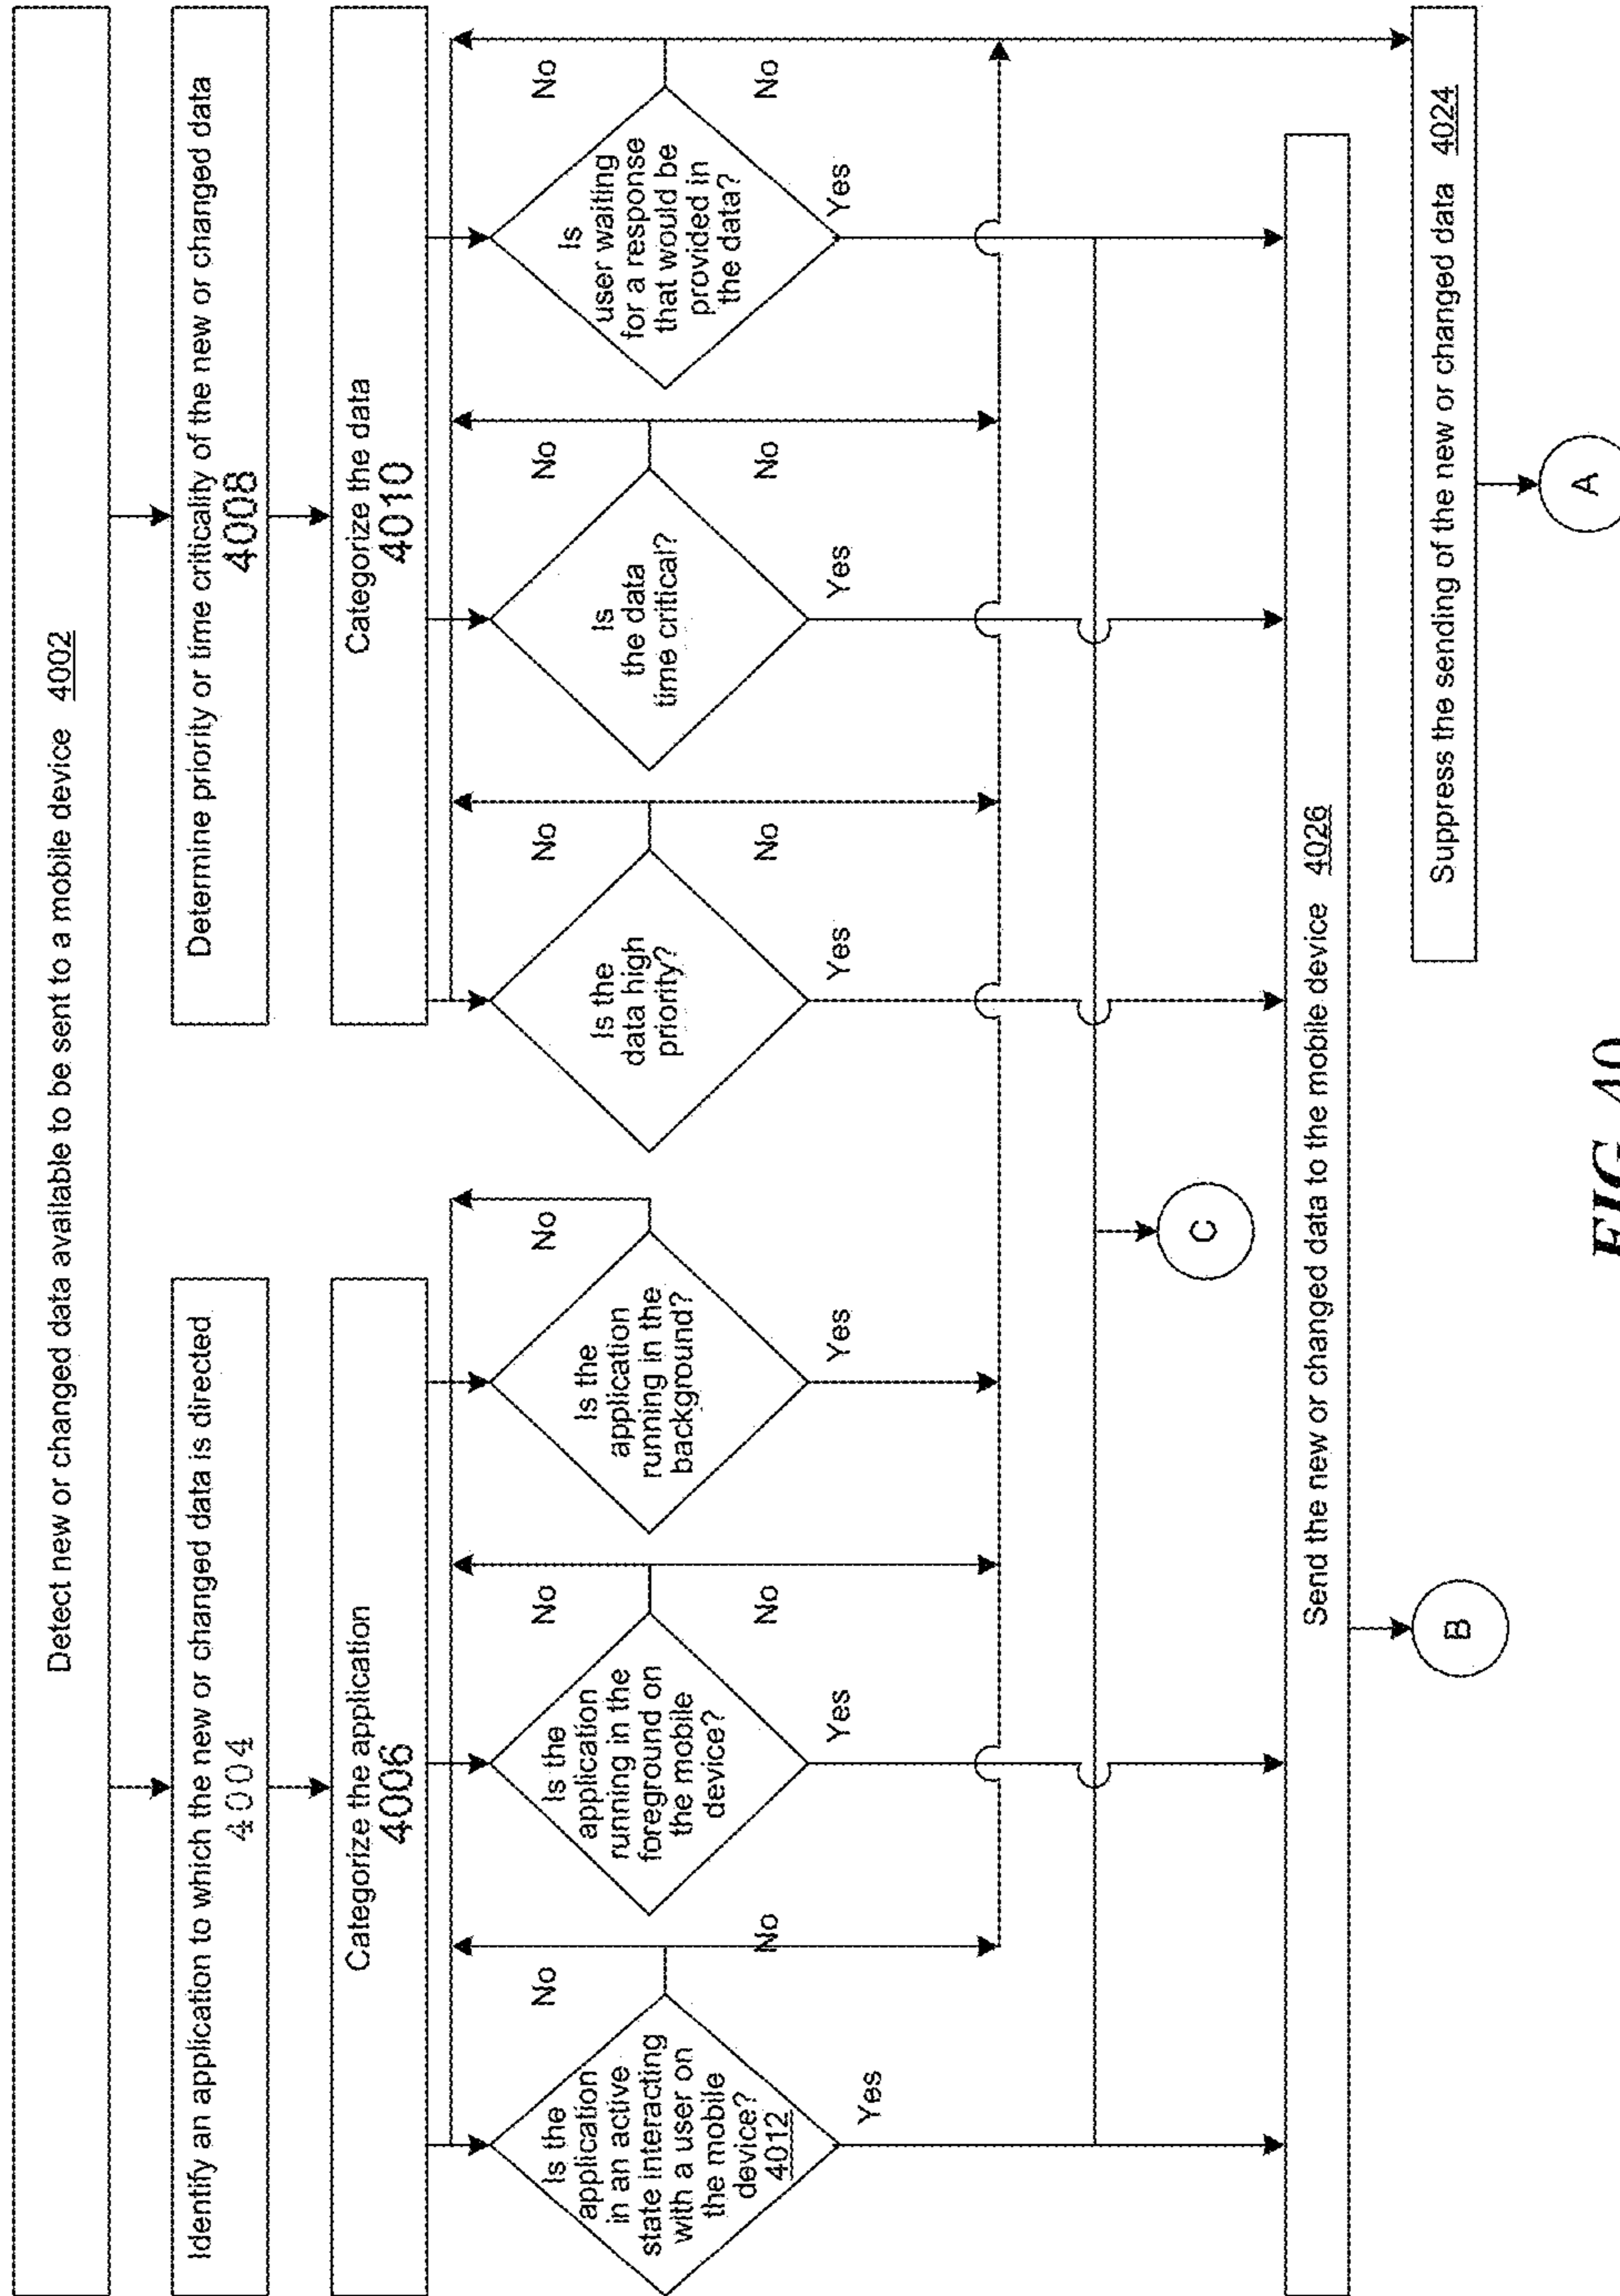 Detect new or changed data available to be sent to a mobile device 4002
Identify an application to which the new or changed data is directed
4004
Determine priority or time criticality of the new or changed data
4008
Categorize the application
4006
Categorize the data
4010
Is the
application
in an active
state interacting
with a user on
the mobile
device?
4012
No
No
Yes
Is the
application
running in the
foreground on
the mobile
device?
No
No
Yes
Is the
application
running in the
background?
No
Yes
Is the
data high
priority?
No
No
Yes
Is
the data
time critical?
No
No
Yes
Is
user waiting
for a response
that would be
provided in
the data?
No
No
Yes
C
Send the new or changed data to the mobile device 4026
B
Suppress the sending of the new or changed data 4024
A
FIG. 40